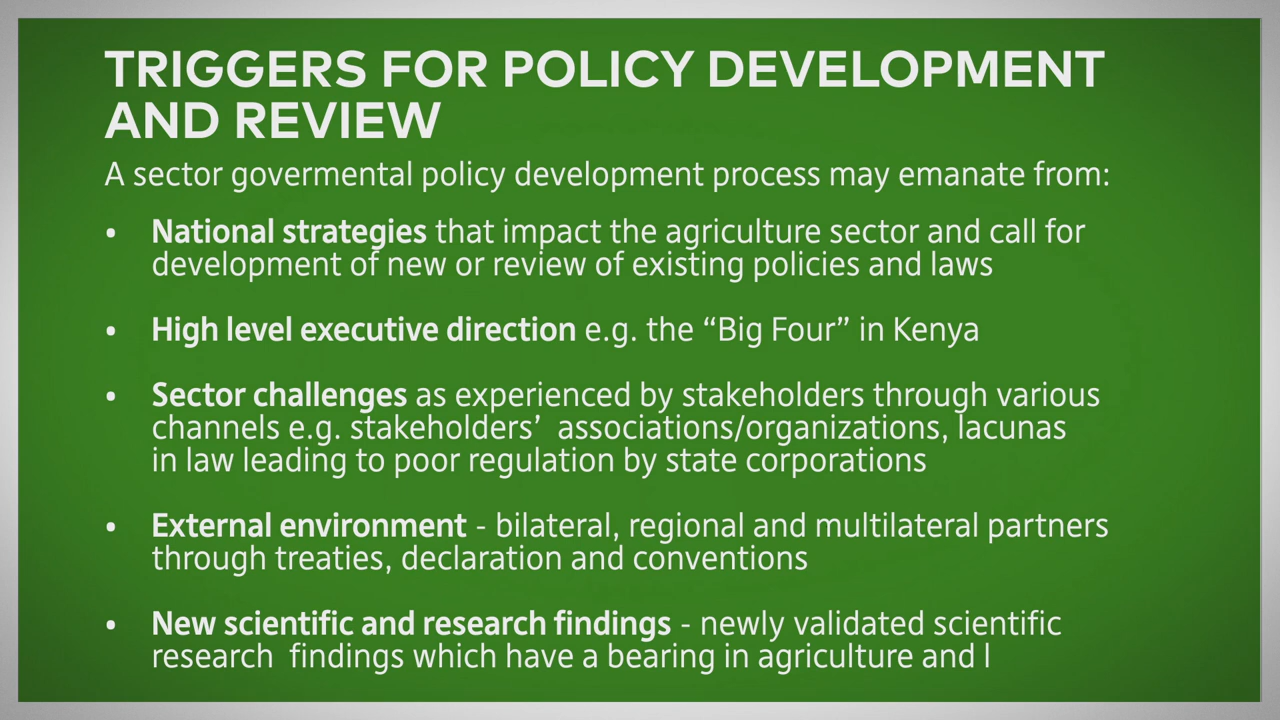 TRIGGERS FOR POLICY DEVELOPMENT
AND REVIEW
A sector govermental policy development process may emanate from:
• National strategies that impact the agriculture sector and call for
development of new or review of existing policies and laws
• High level executive direction e.g. the “Big Four” in Kenya
• Sector challenges as experienced by stakeholders through various
channels e.g. stakeholders’  associations/organizations, lacunas
in law leading to poor regulation by state corporations
• External environment - bilateral, regional and multilateral partners
through treaties, declaration and conventions
• New scientific and research findings - newly validated scientific
research  findings which have a bearing in agriculture and l